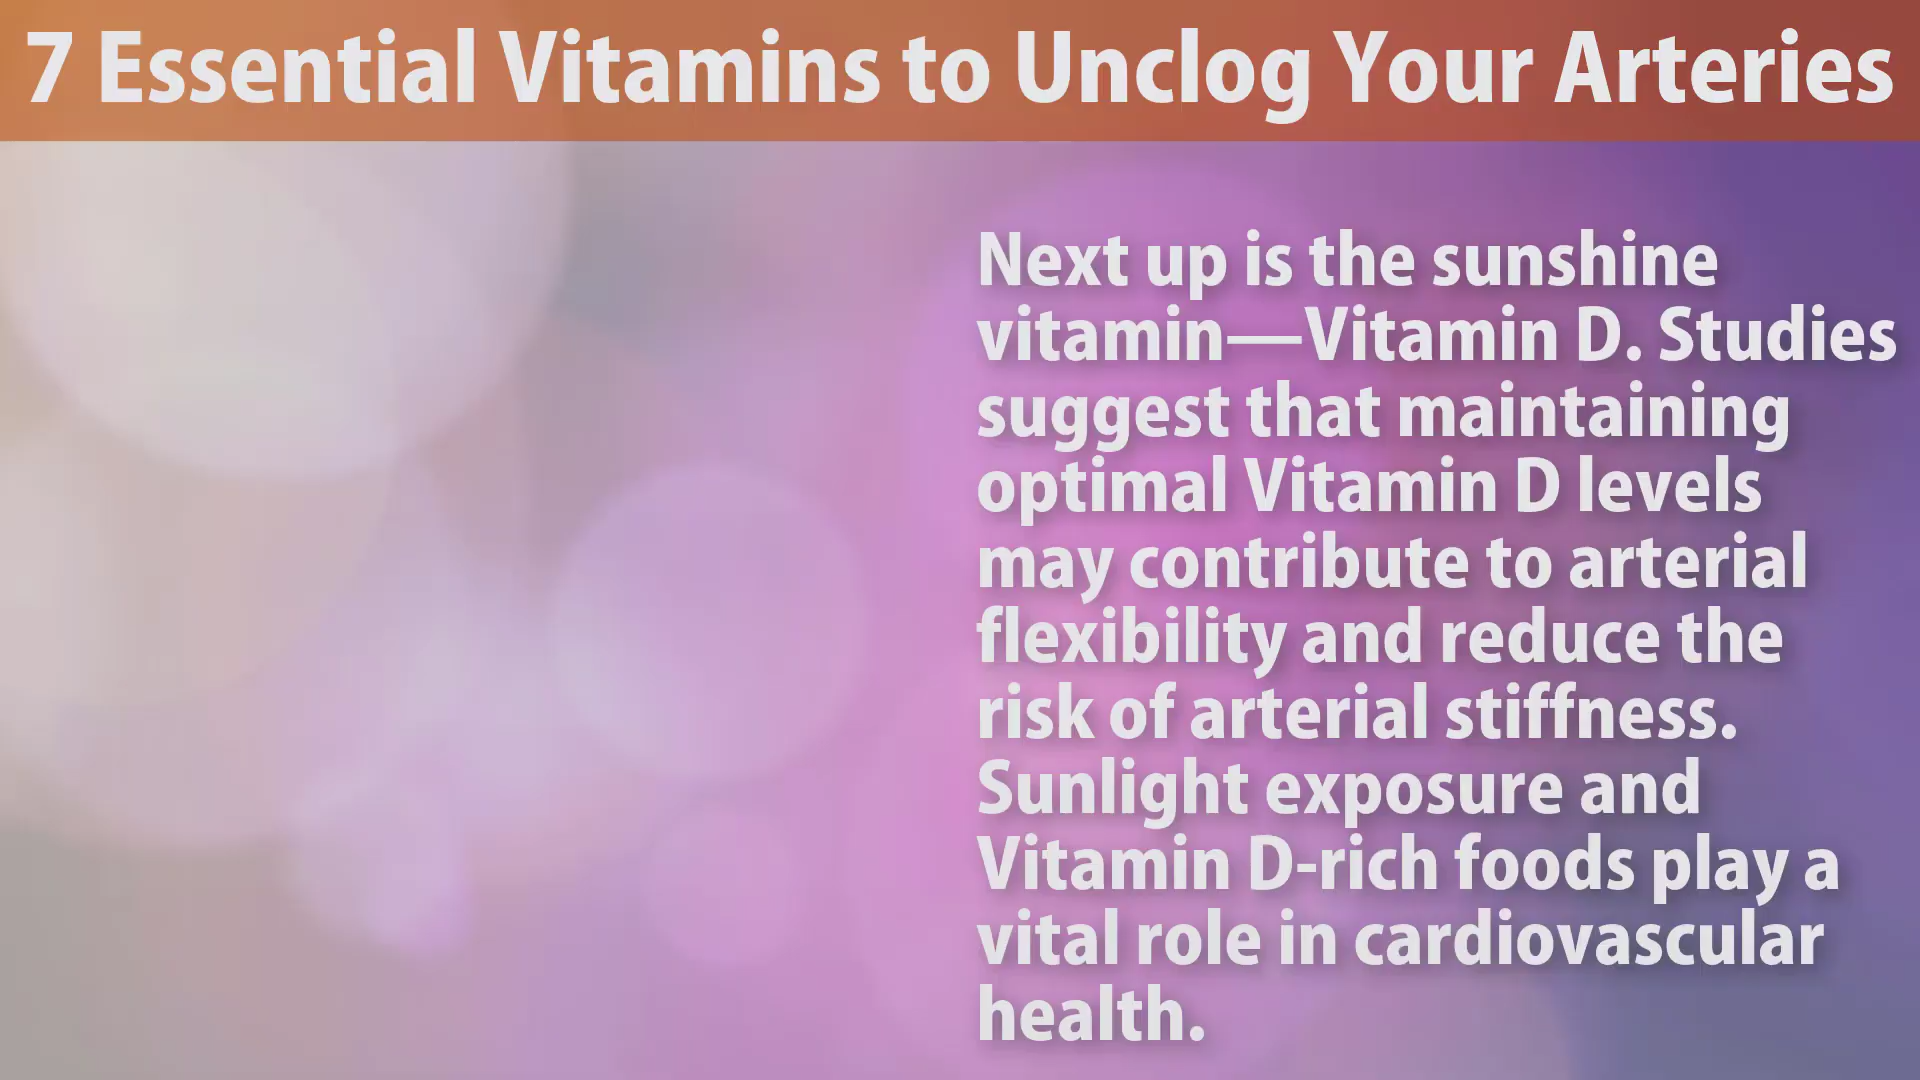 7 Essential Vitamins to Unclog Your Arteries
Next up is the sunshine
vitamin—Vitamin D. Studies
suggest that maintaining
optimal Vitamin D levels
may contribute to arterial
flexibility and reduce the
risk of arterial stiffness.
Sunlight exposure and
Vitamin D-rich foods play a
vital role in cardiovascular
health.